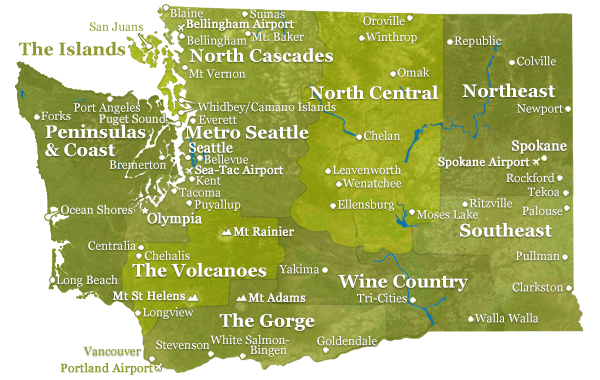 Blaine
Sumas
Oroville
San Juans
Bellingham Airport
The Islands
Bellingham
Mt. Baker
Winthrop
Republic
North Cascades
Colville
Mt Vernon
Omak
North Central
Northeast
Port Angeles
Whidbey/Camano Islands
Newport
Forks
Puget Sound
Everett
Peninsulas
& Coast
Metro Seattle
Chelan
Seattle
Spokane
Bremerton
Bellevue
Spokane Airport
Sea-Tac Airport
Leavenworth
Kent
Wenatchee
Rockford
Tacoma
Tekoa
Puyallup
Ellensburg
Ritzville
Ocean Shores
Olympia
Moses Lake
Palouse
Mt Rainier
Southeast
Centralia
Chehalis
Pullman
The Volcanoes
Yakima
Long Beach
Wine Country
Clarkston
Mt St Helens
Mt Adams
Tri-Cities
Longview
The Gorge
Walla Walla
Vancouver
Stevenson
White Salmon-
Bingen
Goldendale
Portland Airport